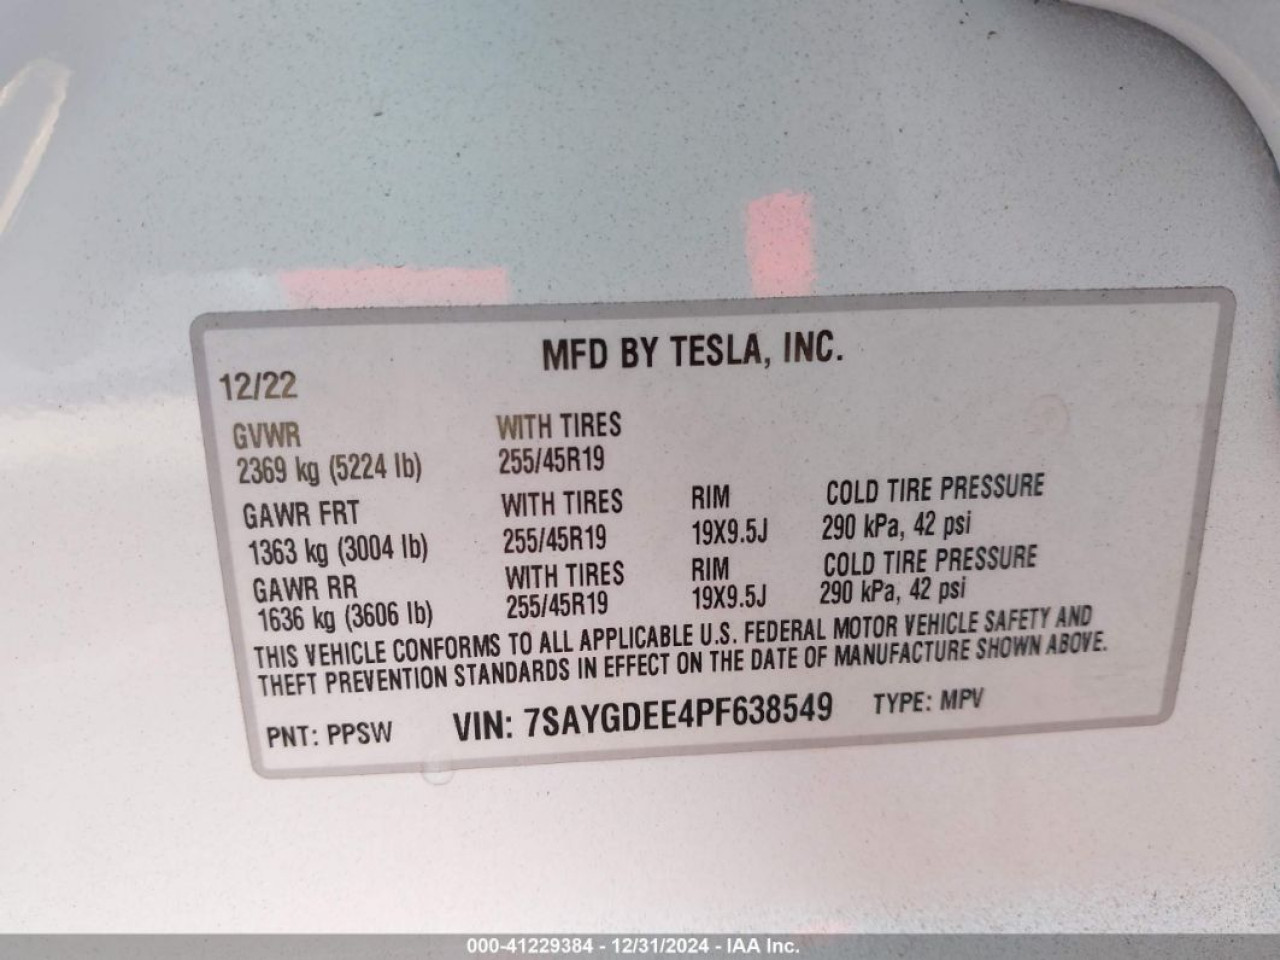 MFD BY TESLA, INC.
12/22
GVWR WITH TIRES
2369 kg (5224 lb) 255/45R19
GAWR FRT WITH TIRES RIM COLD TIRE PRESSURE
1363 kg (3004 lb) 255/45R19 19X9.5J 290 kPa, 42 psi
GAWR RR WITH TIRES RIM COLD TIRE PRESSURE
1636 kg (3606 lb) 255/45R19 19X9.5J 290 kPa, 42 psi
THIS VEHICLE CONFORMS TO ALL APPLICABLE U.S. FEDERAL MOTOR VEHICLE SAFETY AND
THEFT PREVENTION STANDARDS IN EFFECT ON THE DATE OF MANUFACTURE SHOWN ABOVE.
PNT: PPSW VIN: 7SAYGDEE4PF638549 TYPE: MPV
000-41229384 - 12/31/2024 - IAA Inc.